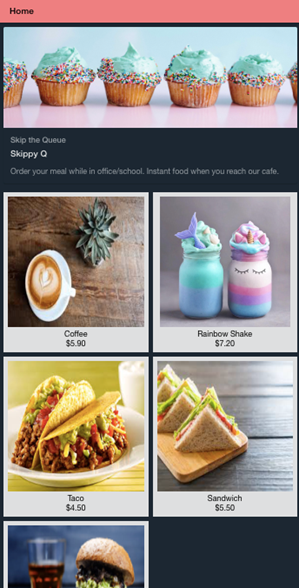 Home
Skip the Queue
Skippy Q
Order your meal while in office/school. Instant food when you reach our cafe.
Coffee
$5.90
Rainbow Shake
$7.20
Taco
$4.50
Sandwich
$5.50